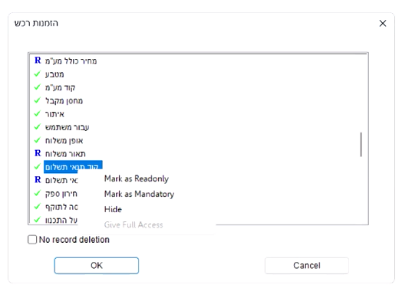 הזמנות רכש
R מחיר כולל מע"מ
✓ מטבע
✓ קוד מע"מ
✓ מחסן מקבל
✓ איתור
✓ עבור משתמש
✓ אופן משלוח
R תאור משלוח
✓ קוד תנאי תשלום
R אי תשלום
Mark as Readonly
✓ חירון ספק
Mark as Mandatory
✓ סה לתוקף
Hide
✓ על התכנוו
Give Full Access
No record deletion
OK Cancel